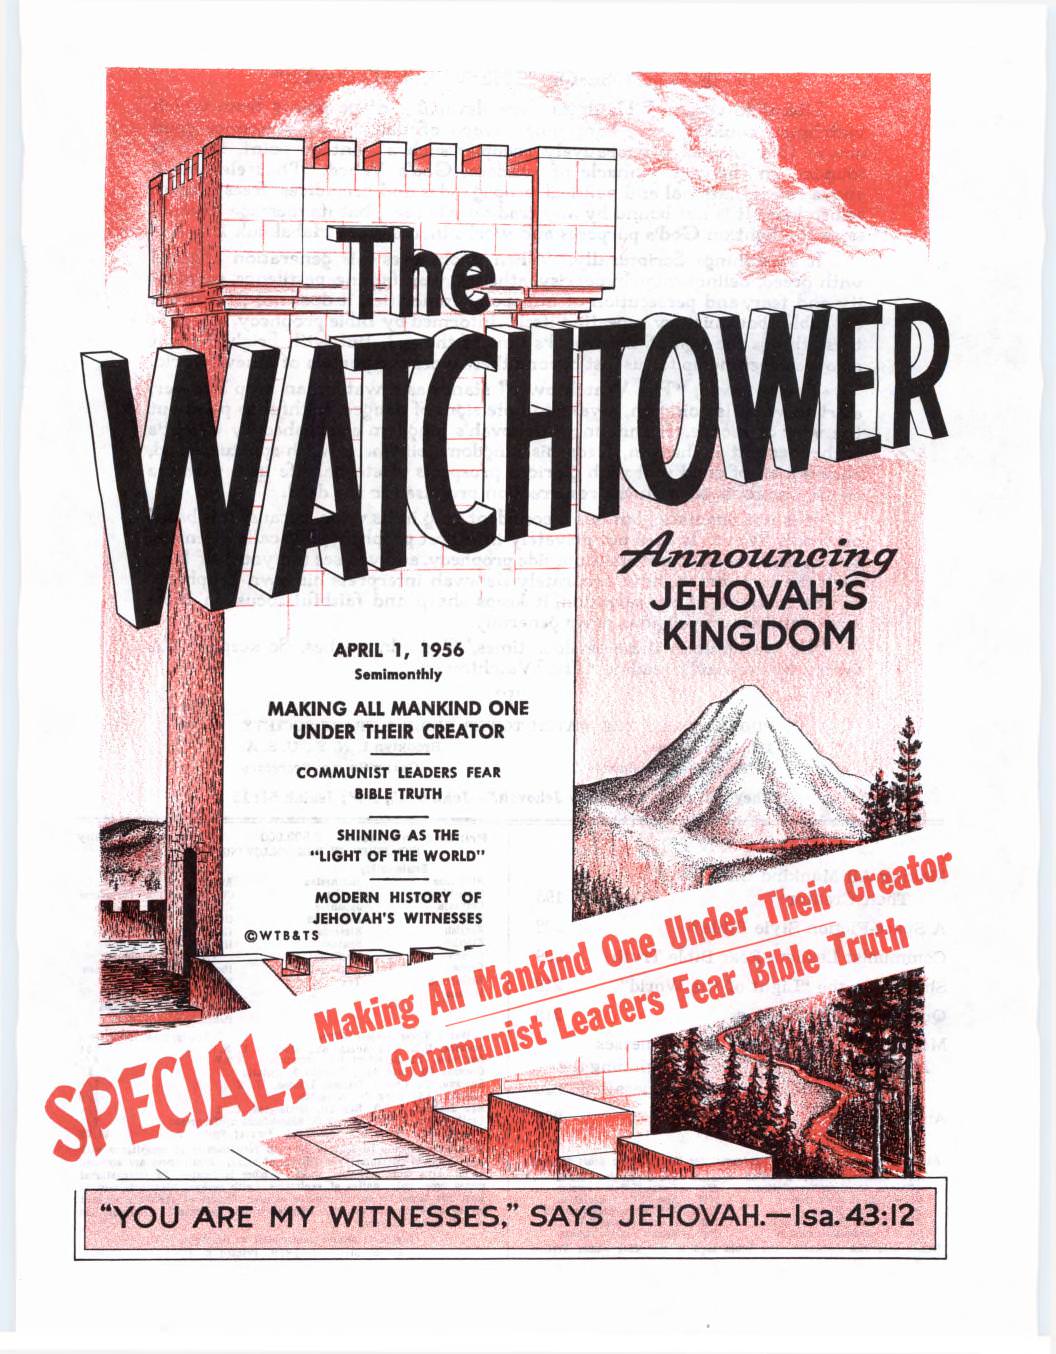 The
WATCHTOWER
Announcing
JEHOVAH'S
KINGDOM
APRIL 1, 1956
Semimonthly
MAKING ALL MANKIND ONE
UNDER THEIR CREATOR
COMMUNIST LEADERS FEAR
BIBLE TRUTH
SHINING AS THE
"LIGHT OF THE WORLD"
MODERN HISTORY OF
JEHOVAH'S WITNESSES
©WTB&TS
SPECIAL:
Making All Mankind One Under Their Creator
Communist Leaders Fear Bible Truth
"YOU ARE MY WITNESSES," SAYS JEHOVAH.—Isa. 43:12